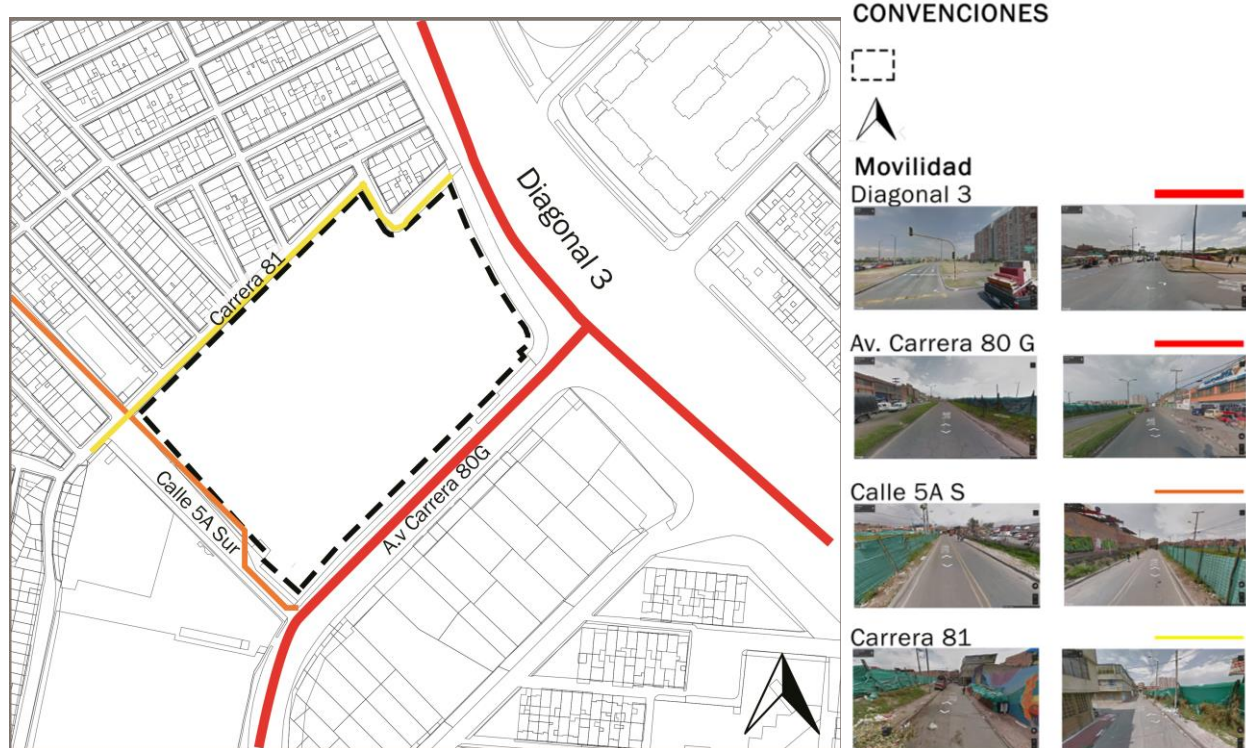 Diagonal 3
Carrera 81
Calle 5A Sur
A.v Carrera 80G
CONVENCIONES
Movilidad
Diagonal 3
Av. Carrera 80 G
Calle 5A S
Carrera 81